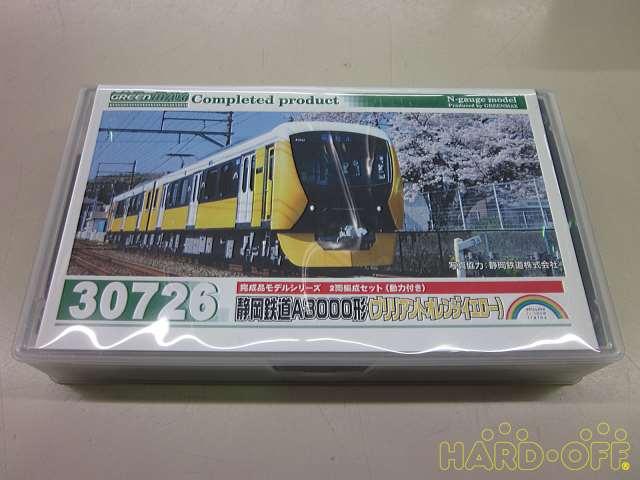 GREENMAX Completed product
N-gauge model
Produced by GREENMAX
写真協力：静岡鉄道株式会社
30726
完成品モデルシリーズ 2両編成セット(動力付き)
静岡鉄道A3000形(ブリリアントオレンジイエロー)
trains
HARD・OFF